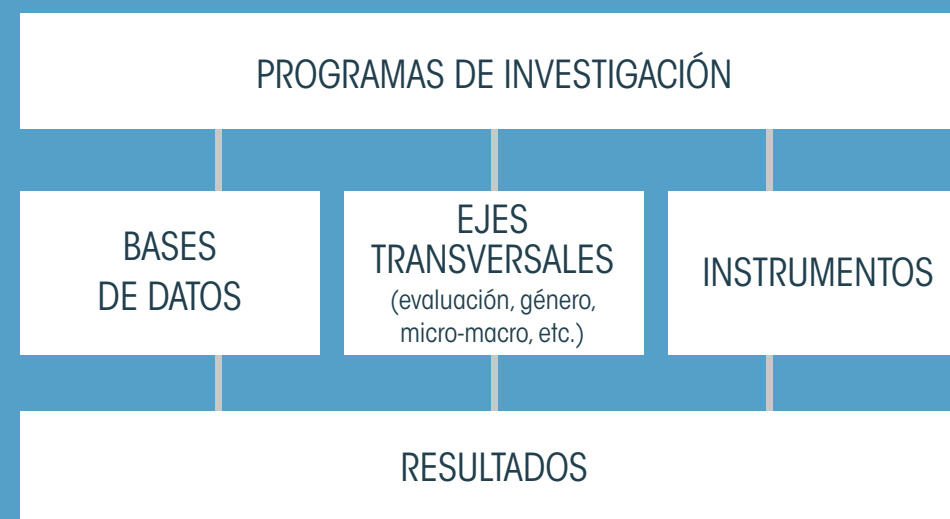 PROGRAMAS DE INVESTIGACIÓN
BASES
DE DATOS
EJES
TRANSVERSALES
(evaluación, género,
micro-macro, etc.)
INSTRUMENTOS
RESULTADOS